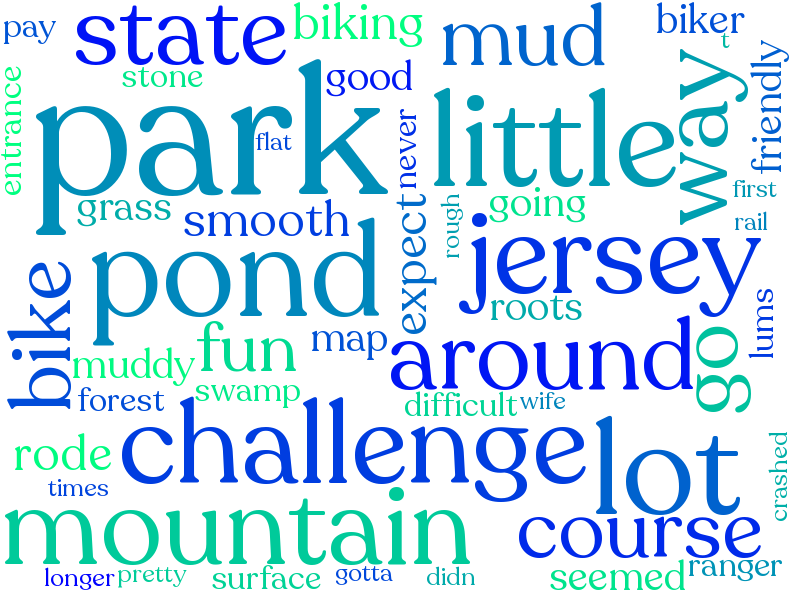 pay
state
biking
mud
biker
t
stone
good
entrance
park
flat
never
little
way
friendly
grass
smooth
expect
rough
going
first
rail
pond
jersey
roots
bike
map
fun
muddy
around
go
lums
swamp
forest
difficult
wife
rode
challenge
lot
crashed
times
mountain
course
longer
pretty
surface
gotta
didn
seemed
ranger